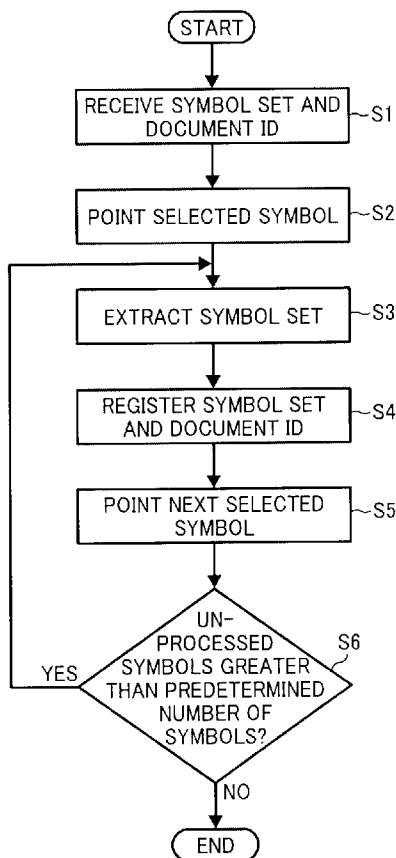 START
RECEIVE SYMBOL SET AND
DOCUMENT ID
S1
POINT SELECTED SYMBOL
S2
EXTRACT SYMBOL SET
S3
REGISTER SYMBOL SET
AND DOCUMENT ID
S4
POINT NEXT SELECTED
SYMBOL
S5
UN-
PROCESSED
SYMBOLS GREATER
THAN PREDETERMINED
NUMBER OF
SYMBOLS?
S6
YES
NO
END